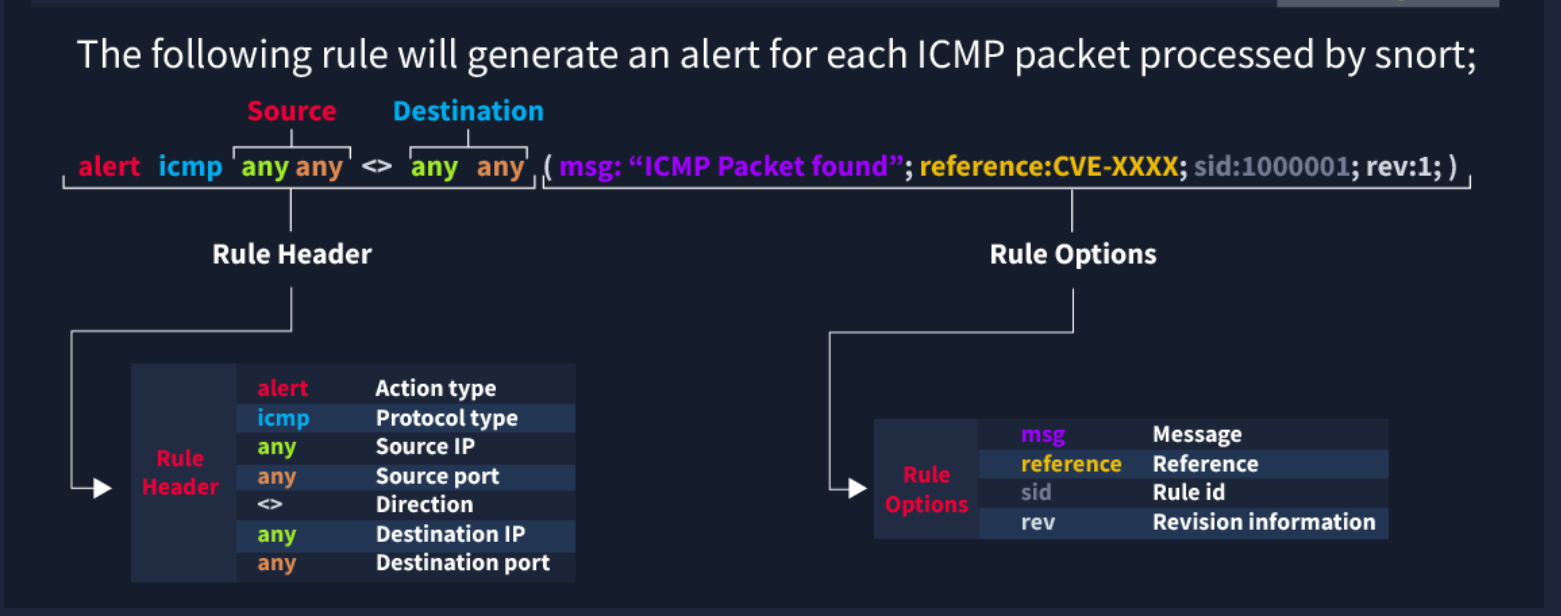 The following rule will generate an alert for each ICMP packet processed by snort;
Source Destination
alert icmp any any <> any any ( msg: “ICMP Packet found”; reference:CVE-XXXX; sid:1000001; rev:1; )
Rule Header
Rule Options
Rule
Header
alert Action type
icmp Protocol type
any Source IP
any Source port
<> Direction
any Destination IP
any Destination port
Rule
Options
msg Message
reference Reference
sid Rule id
rev Revision information